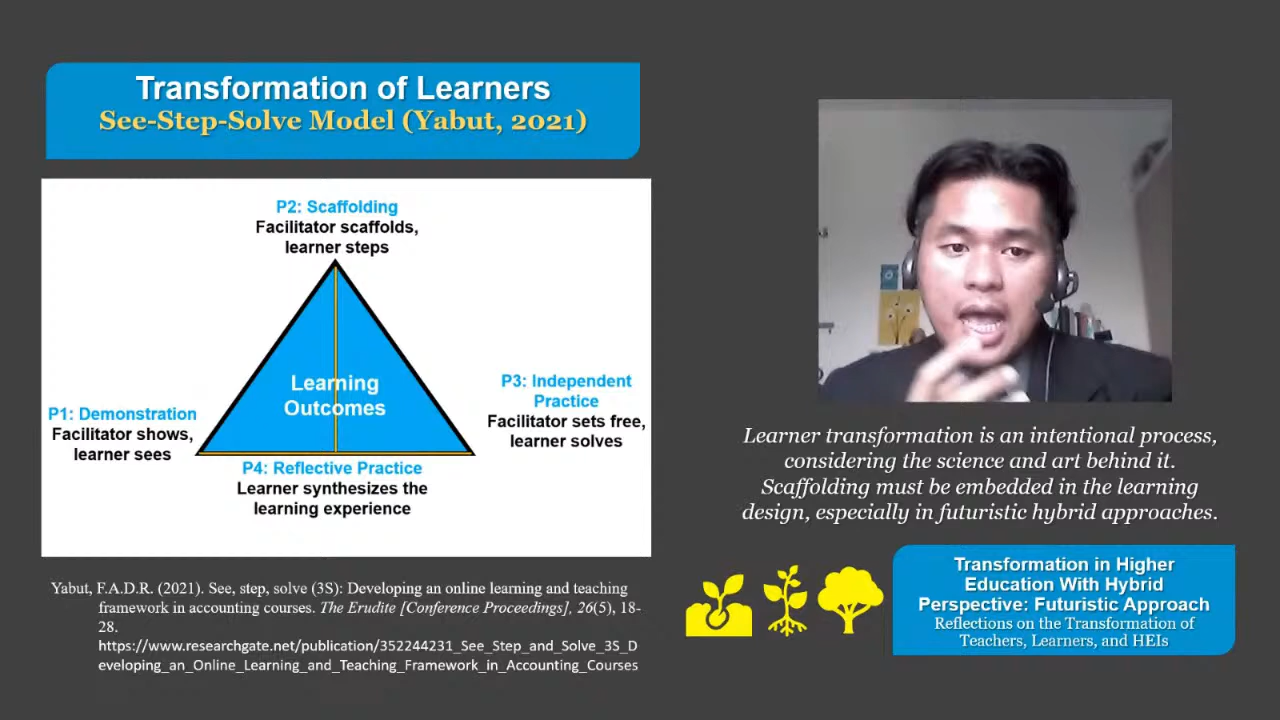 Transformation of Learners
See-Step-Solve Model (Yabut, 2021)
P2: Scaffolding
Facilitator scaffolds,
learner steps
Learning
Outcomes
P1: Demonstration
Facilitator shows,
learner sees
P3: Independent
Practice
Facilitator sets free,
learner solves
P4: Reflective Practice
Learner synthesizes the
learning experience
Yabut, F.A.D.R. (2021). See, step, solve (3S): Developing an online learning and teaching
framework in accounting courses. The Erudite [Conference Proceedings], 26(5), 18-
28.
https://www.researchgate.net/publication/352244231_See_Step_and_Solve_3S_D
eveloping_an_Online_Learning_and_Teaching_Framework_in_Accounting_Courses
Learner transformation is an intentional process,
considering the science and art behind it.
Scaffolding must be embedded in the learning
design, especially in futuristic hybrid approaches.
Transformation in Higher
Education With Hybrid
Perspective: Futuristic Approach
Reflections on the Transformation of
Teachers, Learners, and HEIs